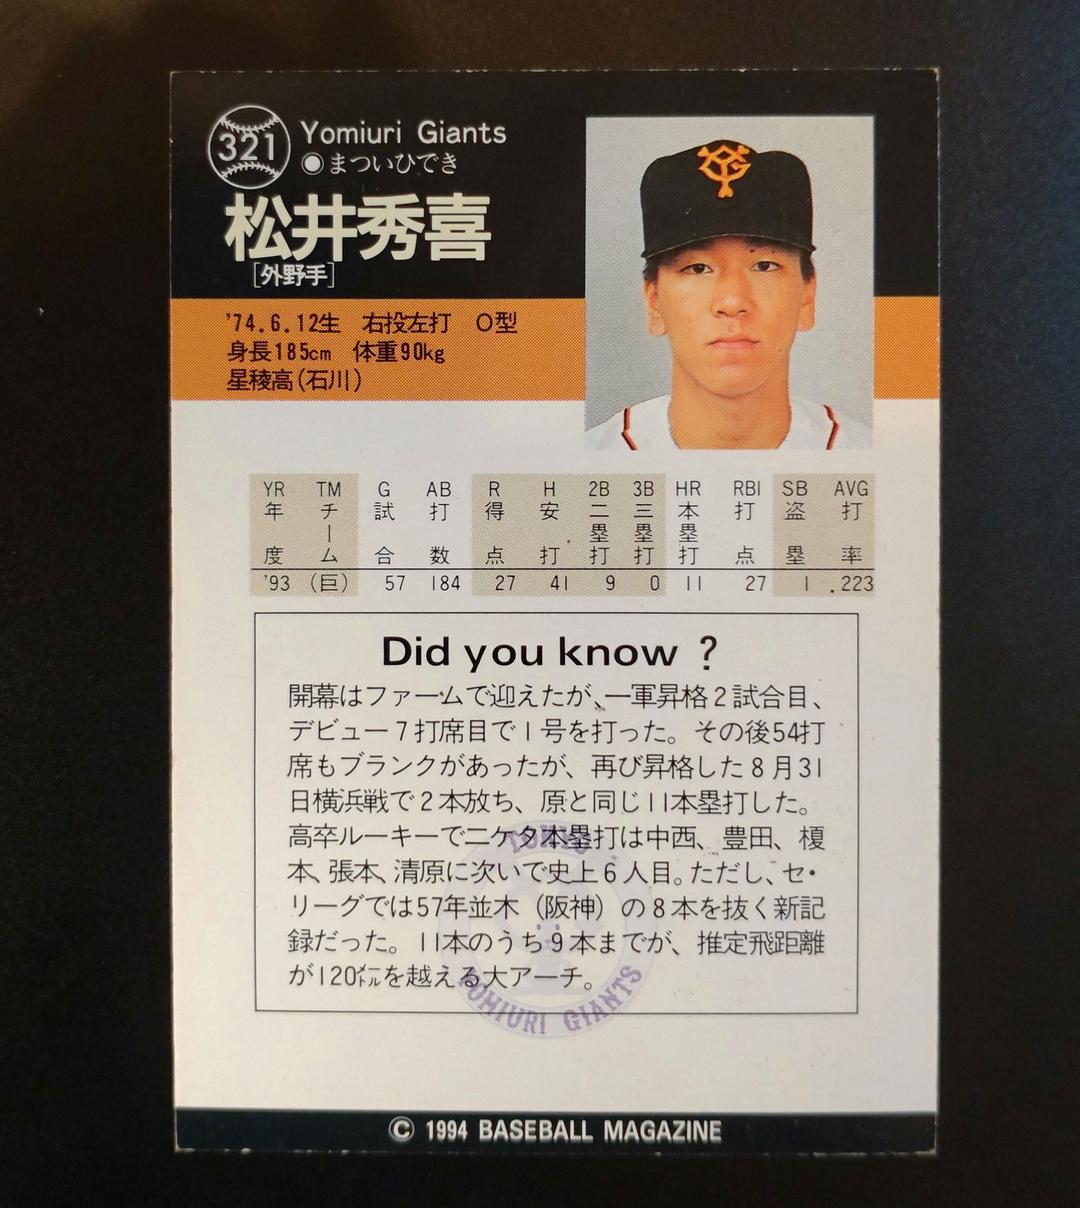 321
Yomiuri Giants
◉まついひでき
松井秀喜
[外野手]
'74.6.12生 右投左打 O型
身長185cm 体重90kg
星稜高(石川)
YR TM G AB R H 2B 3B HR RBI SB AVG
年度 チーム 試合 打数 得点 安打 二塁打 三塁打 本塁打 打点 盗塁 打率
'93 (巨) 57 184 27 41 9 0 11 27 1 .223
Did you know ?
開幕はファームで迎えたが、一軍昇格2試合目、
デビュー7打席目で1号を打った。その後54打
席もブランクがあったが、再び昇格した8月31
日横浜戦で2本放ち、原と同じ11本塁打した。
高卒ルーキーで二ケタ本塁打は中西、豊田、榎
本、張本、清原に次いで史上6人目。ただし、セ・
リーグでは57年並木（阪神）の8本を抜く新記
録だった。11本のうち9本までが、推定飛距離
が120㍍を越える大アーチ。
TOKYO
YOMIURI GIANTS
© 1994 BASEBALL MAGAZINE